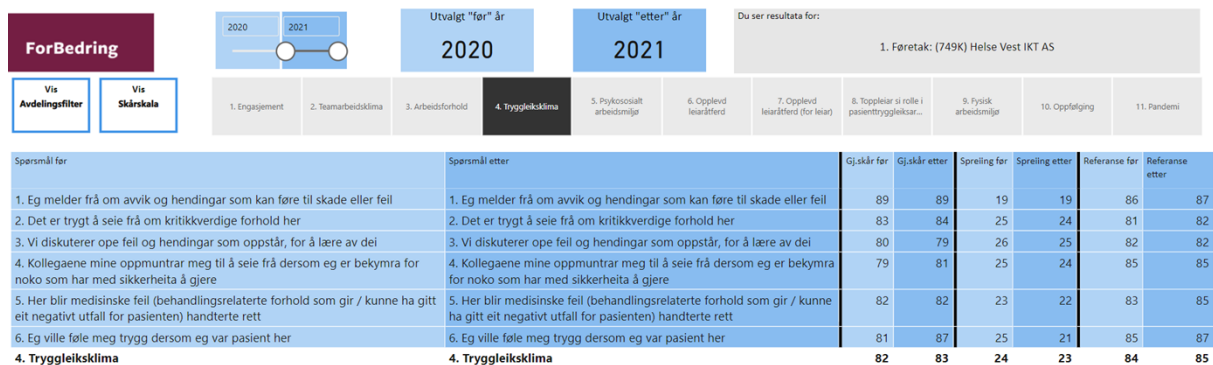 ForBedring
2020 2021
Utvalgt "før" år
2020
Utvalgt "etter" år
2021
Du ser resultata for:
1. Føretak: (749K) Helse Vest IKT AS
Vis
Avdelingsfilter
Vis
Skårskala
1. Engasjement
2. Teamarbeidsklima
3. Arbeidsforhold
4. Tryggleiksklima
5. Psykososialt
arbeidsmiljø
6. Opplevd
leiaråtferd
7. Opplevd
leiaråtferd (for leiar)
8. Toppleiar si rolle i
pasienttryggleiksar...
9. Fysisk
arbeidsmiljø
10. Oppfølging
11. Pandemi
Spørsmål før Spørsmål etter Gj.skår før Gj.skår etter Spreiing før Spreiing etter Referanse før Referanse
etter
1. Eg melder frå om avvik og hendingar som kan føre til skade eller feil 1. Eg melder frå om avvik og hendingar som kan føre til skade eller feil 89 89 19 19 86 87
2. Det er trygt å seie frå om kritikkverdige forhold her 2. Det er trygt å seie frå om kritikkverdige forhold her 83 84 25 24 81 82
3. Vi diskuterer ope feil og hendingar som oppstår, for å lære av dei 3. Vi diskuterer ope feil og hendingar som oppstår, for å lære av dei 80 79 26 25 82 82
4. Kollegaene mine oppmuntrar meg til å seie frå dersom eg er bekymra for 4. Kollegaene mine oppmuntrar meg til å seie frå dersom eg er bekymra 79 81 25 24 85 85
noko som har med sikkerheita å gjere for noko som har med sikkerheita å gjere
5. Her blir medisinske feil (behandlingsrelaterte forhold som gir / kunne ha gitt 5. Her blir medisinske feil (behandlingsrelaterte forhold som gir / kunne 82 82 23 22 83 85
eit negativt utfall for pasienten) handterte rett ha gitt eit negativt utfall for pasienten) handterte rett
6. Eg ville føle meg trygg dersom eg var pasient her 6. Eg ville føle meg trygg dersom eg var pasient her 81 87 25 21 85 87
4. Tryggleiksklima 4. Tryggleiksklima 82 83 24 23 84 85